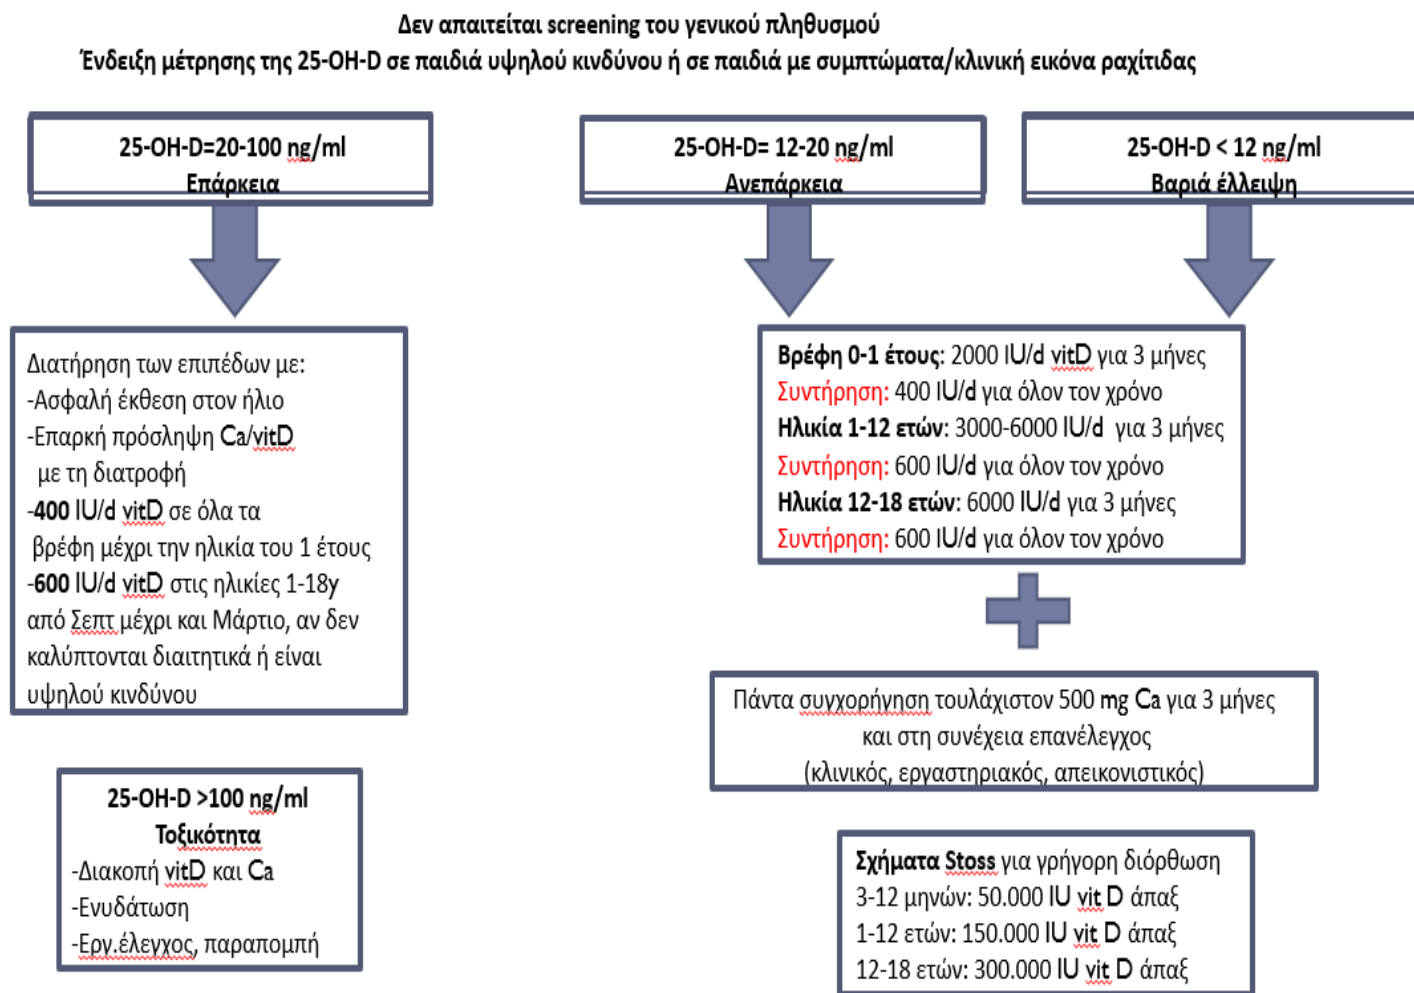 Δεν απαιτείται screening του γενικού πληθυσμού
Ένδειξη μέτρησης της 25-OH-D σε παιδιά υψηλού κινδύνου ή σε παιδιά με συμπτώματα/κλινική εικόνα ραχίτιδας
25-OH-D=20-100 ng/ml
Επάρκεια
25-OH-D= 12-20 ng/ml
Ανεπάρκεια
25-OH-D < 12 ng/ml
Βαριά έλλειψη
Διατήρηση των επιπέδων με:
-Ασφαλή έκθεση στον ήλιο
-Επαρκή πρόσληψη Ca/vitD
με τη διατροφή
-400 IU/d vitD σε όλα τα
βρέφη μέχρι την ηλικία του 1 έτους
-600 IU/d vitD στις ηλικίες 1-18y
από Σεπτ μέχρι και Μάρτιο, αν δεν
καλύπτονται διαιτητικά ή είναι
υψηλού κινδύνου
Βρέφη 0-1 έτους: 2000 IU/d vitD για 3 μήνες
Συντήρηση: 400 IU/d για όλον τον χρόνο
Ηλικία 1-12 ετών: 3000-6000 IU/d για 3 μήνες
Συντήρηση: 600 IU/d για όλον τον χρόνο
Ηλικία 12-18 ετών: 6000 IU/d για 3 μήνες
Συντήρηση: 600 IU/d για όλον τον χρόνο
Πάντα συγχορήγηση τουλάχιστον 500 mg Ca για 3 μήνες
και στη συνέχεια επανέλεγχος
(κλινικός, εργαστηριακός, απεικονιστικός)
25-OH-D >100 ng/ml
Τοξικότητα
-Διακοπή vitD και Ca
-Ενυδάτωση
-Εργ.έλεγχος, παραπομπή
Σχήματα Stoss για γρήγορη διόρθωση
3-12 μηνών: 50.000 IU vit D άπαξ
1-12 ετών: 150.000 IU vit D άπαξ
12-18 ετών: 300.000 IU vit D άπαξ